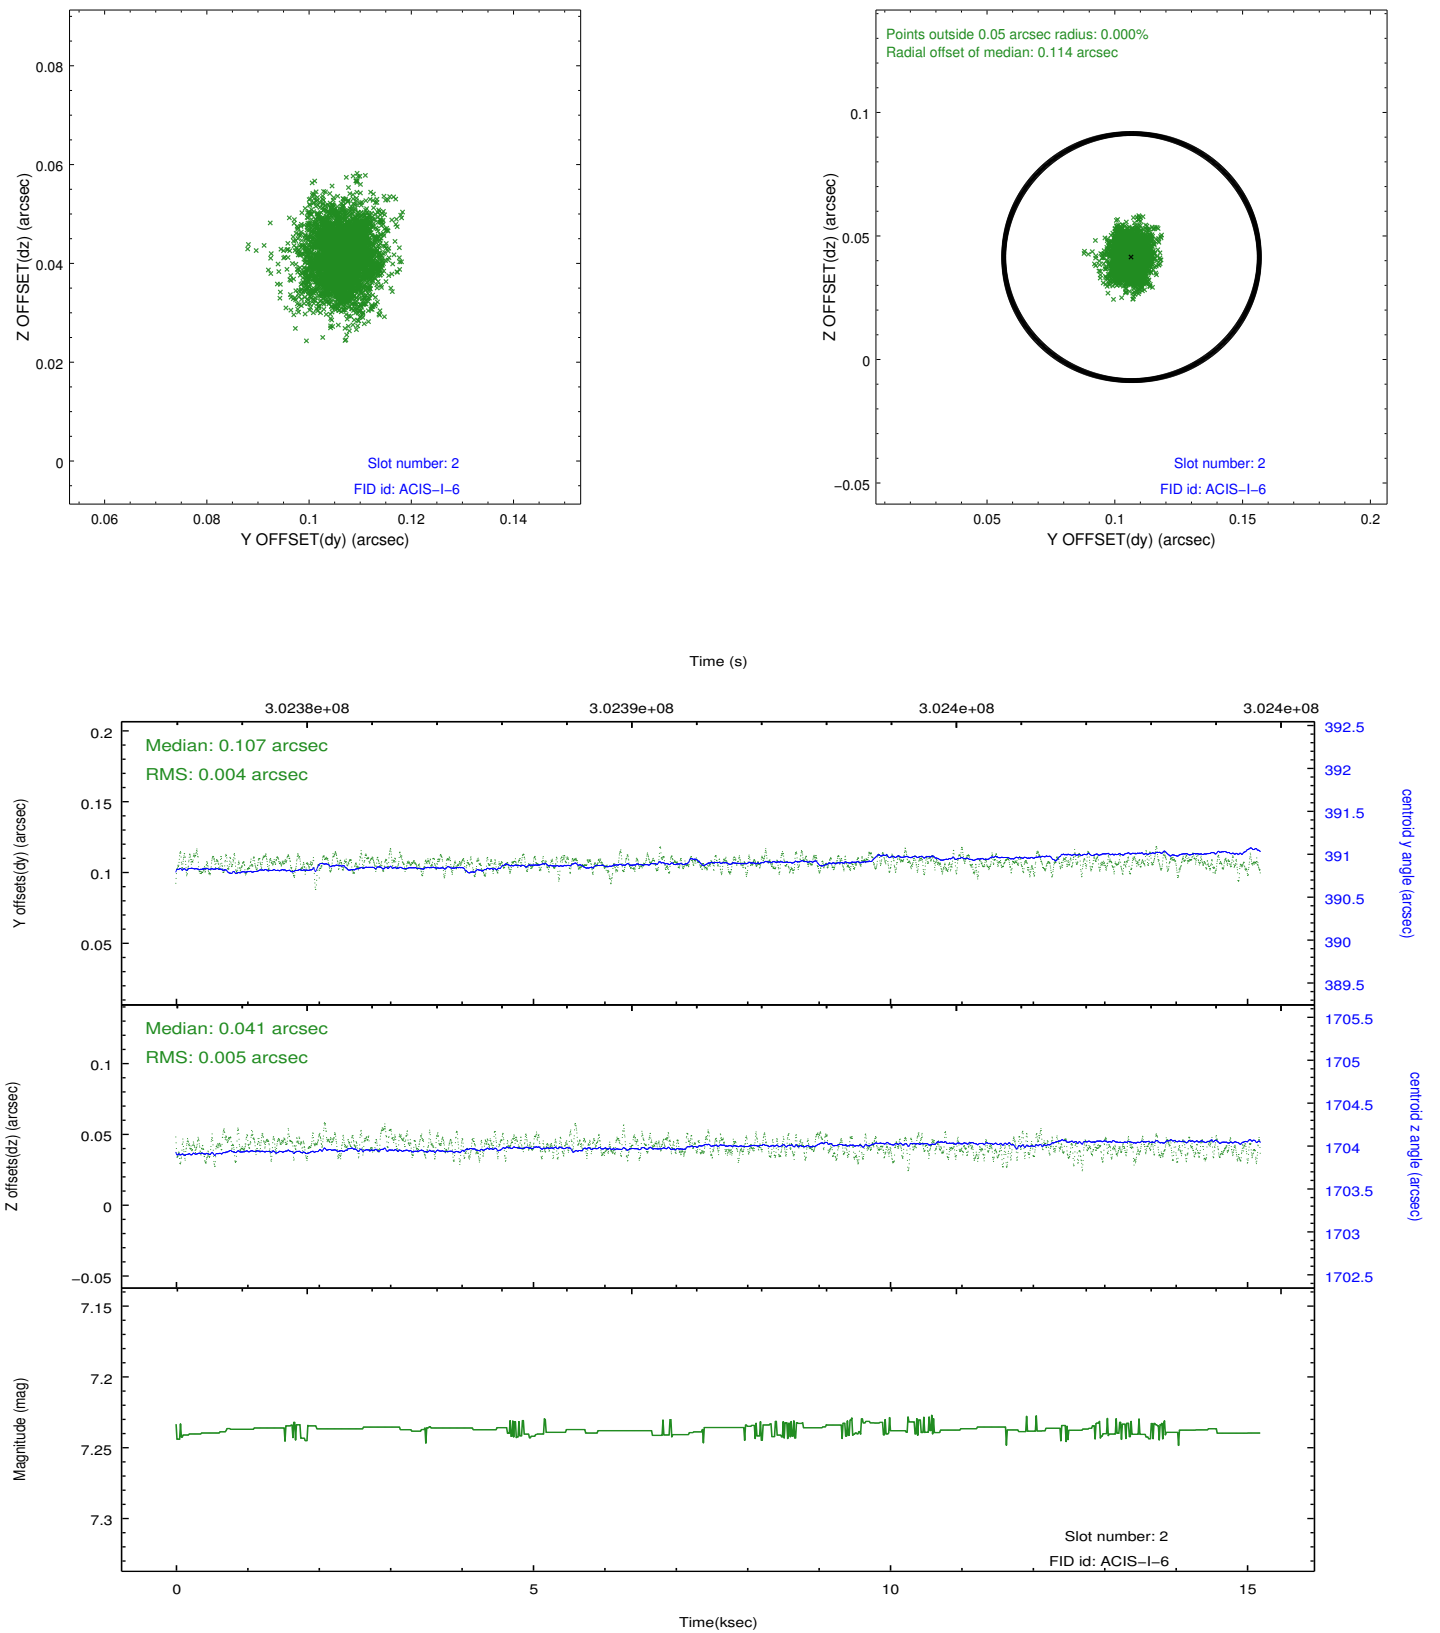 0.08
0.06
0.04
0.02
0
Z OFFSET(dz) (arcsec)
Slot number: 2
FID id: ACIS−I−6
0.06
0.08
0.1
0.12
0.14
Y OFFSET(dy) (arcsec)
Points outside 0.05 arcsec radius: 0.000%
Radial offset of median: 0.114 arcsec
0.1
0.05
0
−0.05
Z OFFSET(dz) (arcsec)
Slot number: 2
FID id: ACIS−I−6
0.05
0.1
0.15
0.2
Y OFFSET(dy) (arcsec)
Time (s)
3.0238e+08
3.0239e+08
3.024e+08
3.024e+08
Median: 0.107 arcsec
RMS: 0.004 arcsec
0.2
0.15
0.1
0.05
Y offsets(dy) (arcsec)
392.5
392
391.5
391
390.5
390
389.5
centroid y angle (arcsec)
Median: 0.041 arcsec
RMS: 0.005 arcsec
0.1
0.05
0
−0.05
Z offsets(dz) (arcsec)
1705.5
1705
1704.5
1704
1703.5
1703
1702.5
centroid z angle (arcsec)
7.15
7.2
7.25
7.3
Magnitude (mag)
Slot number: 2
FID id: ACIS−I−6
0
5
10
15
Time(ksec)